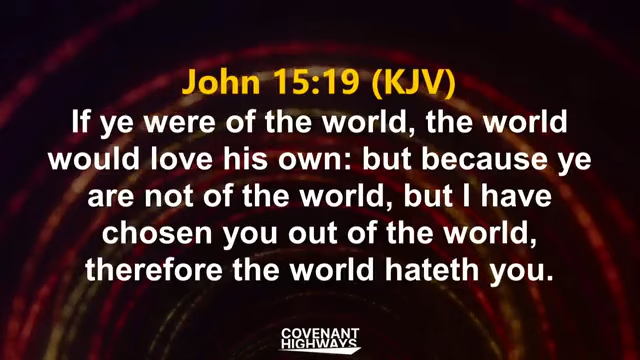 John 15:19 (KJV)
If ye were of the world, the world
would love his own: but because ye
are not of the world, but I have
chosen you out of the world,
therefore the world hateth you.
COVENANT
HIGHWAYS